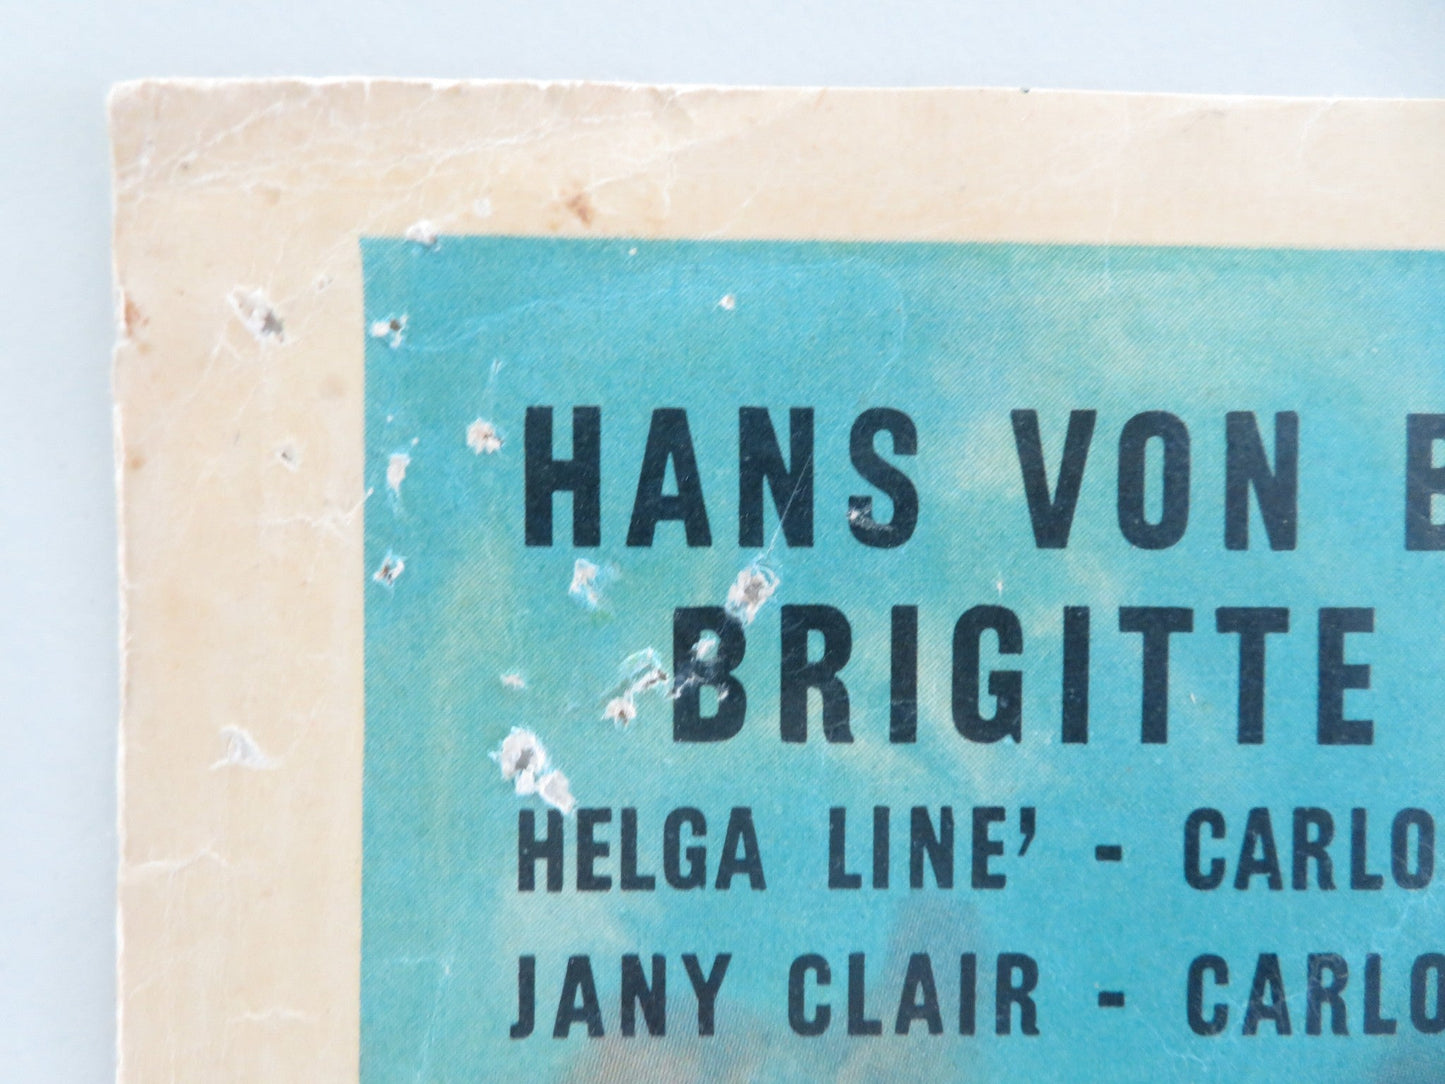 HANS VON B
BRIGITTE
HELGA LINE' - CARLO
JANY CLAIR - CARLO